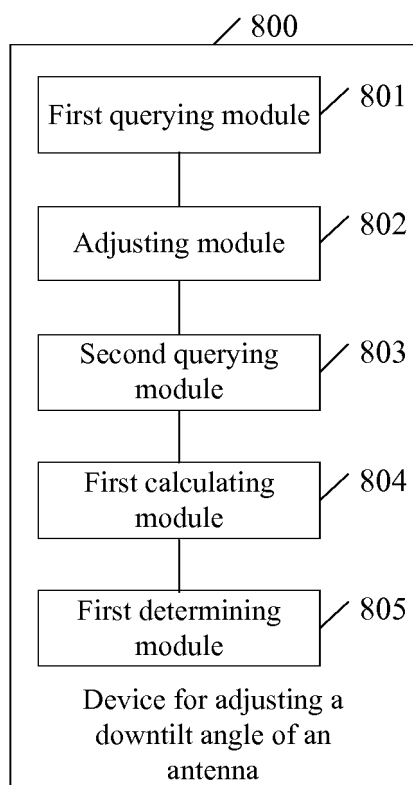 800
First querying module
801
Adjusting module
802
Second querying
module
803
First calculating
module
804
First determining
module
805
Device for adjusting a
downtilt angle of an
antenna